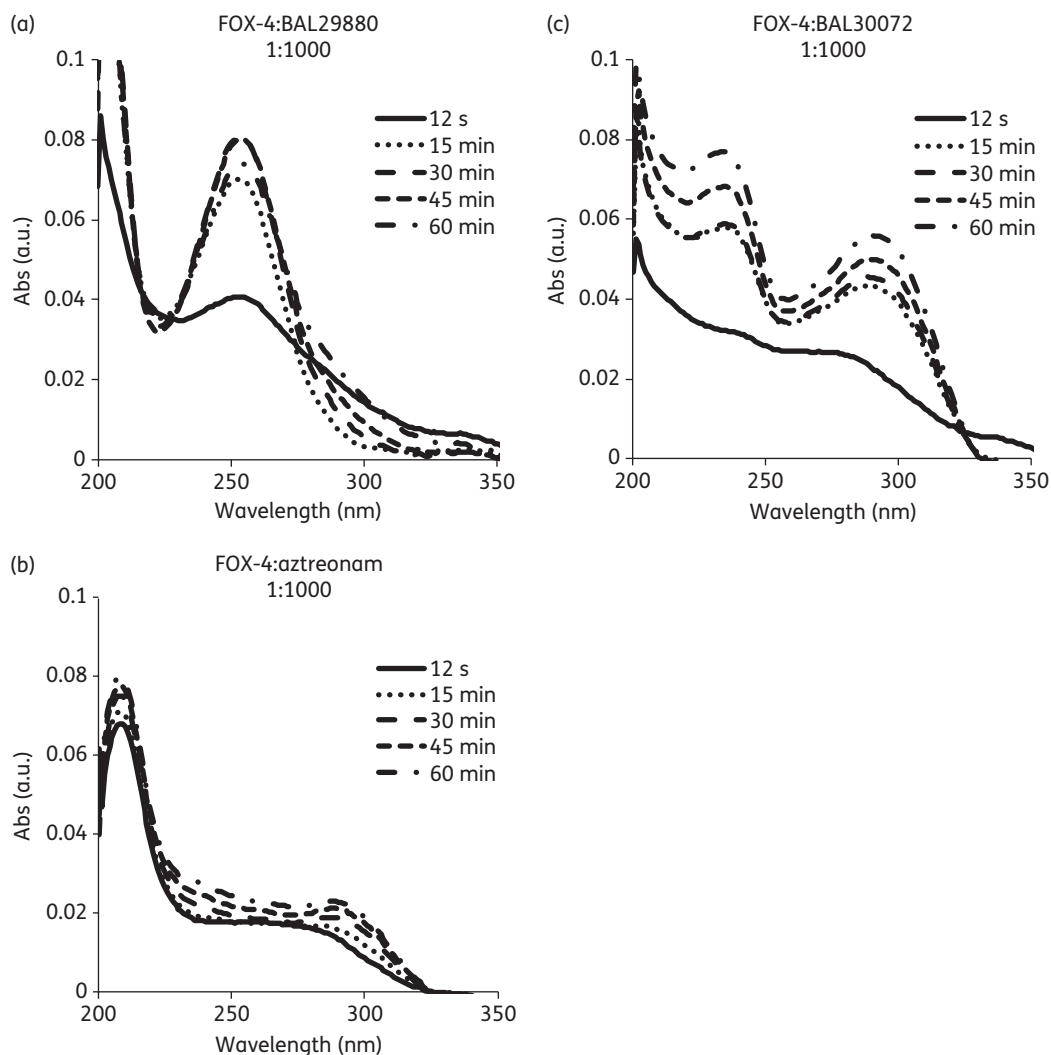 (a)
FOX-4:BAL29880
1:1000
0.1
0.08
0.06
0.04
0.02
0
Abs (a.u.)
12 s
15 min
30 min
45 min
60 min
200
250
300
350
Wavelength (nm)
(c)
FOX-4:BAL30072
1:1000
0.1
0.08
0.06
0.04
0.02
0
Abs (a.u.)
12 s
15 min
30 min
45 min
60 min
200
250
300
350
Wavelength (nm)
(b)
FOX-4:aztreonam
1:1000
0.1
0.08
0.06
0.04
0.02
0
Abs (a.u.)
12 s
15 min
30 min
45 min
60 min
200
250
300
350
Wavelength (nm)